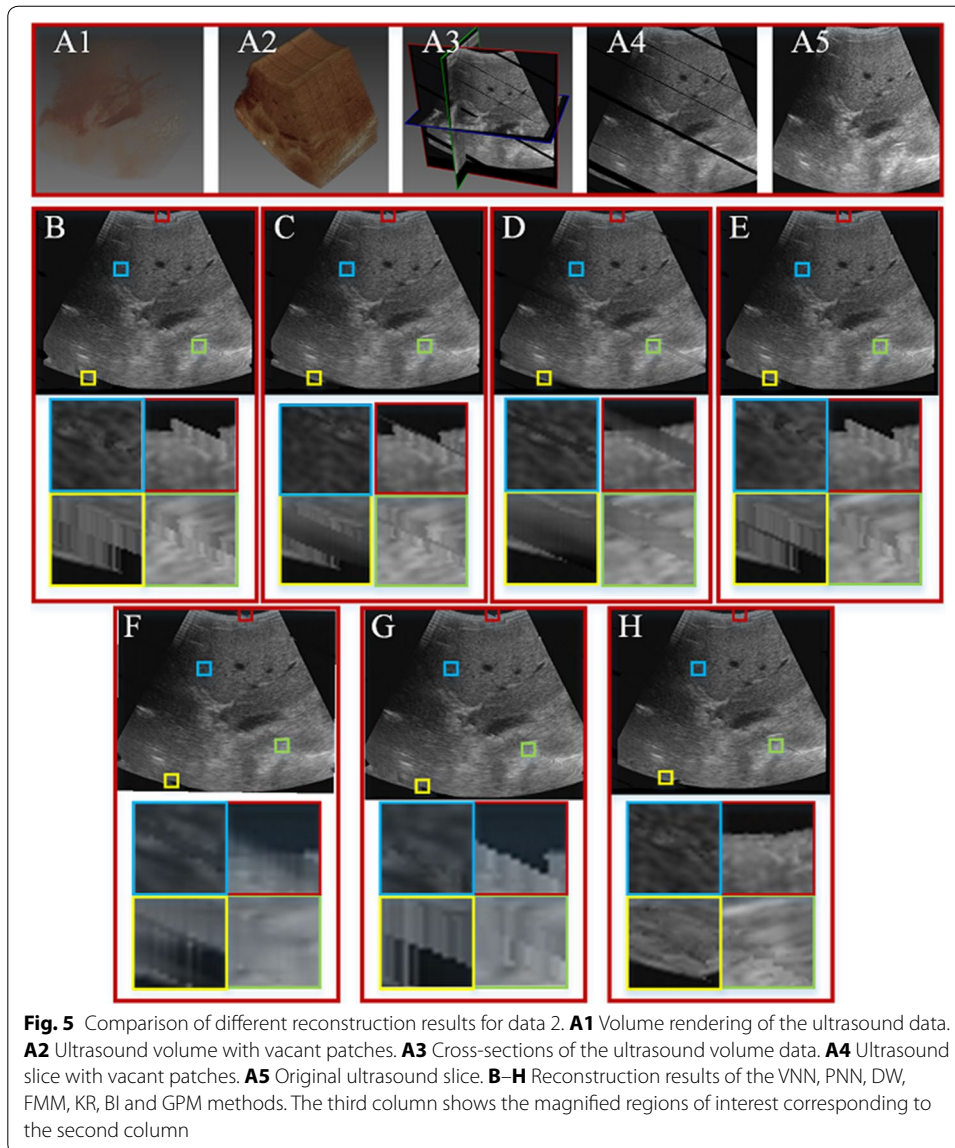 A1 A2 A3 A4 A5
B C D E
F G H
Fig. 5 Comparison of different reconstruction results for data 2. A1 Volume rendering of the ultrasound data.
A2 Ultrasound volume with vacant patches. A3 Cross-sections of the ultrasound volume data. A4 Ultrasound
slice with vacant patches. A5 Original ultrasound slice. B–H Reconstruction results of the VNN, PNN, DW,
FMM, KR, BI and GPM methods. The third column shows the magnified regions of interest corresponding to
the second column